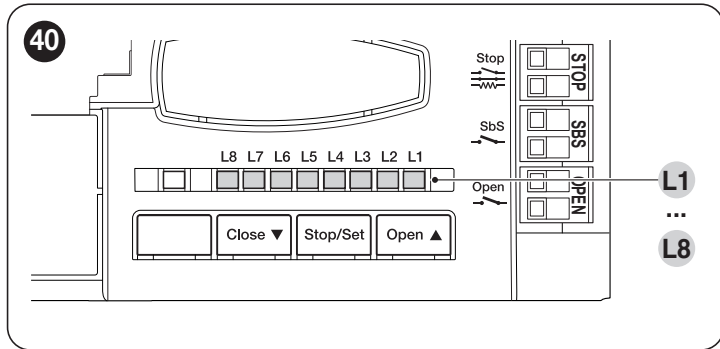 40
Stop
STOP
SbS
SBS
L8 L7 L6 L5 L4 L3 L2 L1
Open
OPEN
L1
...
L8
Close ▼ Stop/Set Open ▲